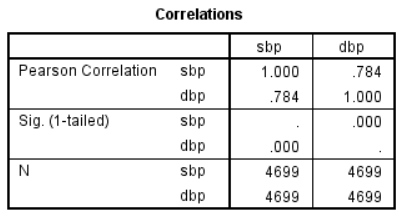 Correlations
sbp dbp
Pearson Correlation sbp 1.000 .784
dbp .784 1.000
Sig. (1-tailed) sbp . .000
dbp .000 .
N sbp 4699 4699
dbp 4699 4699